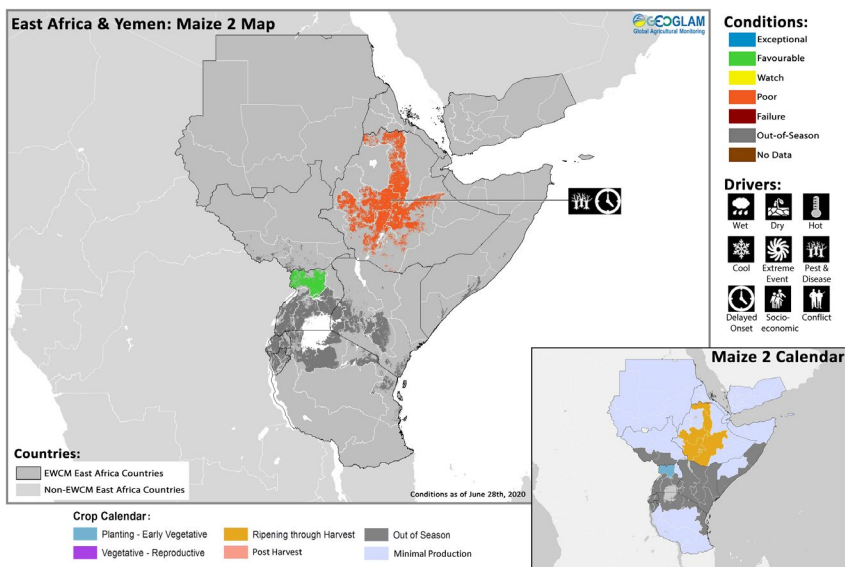 East Africa & Yemen: Maize 2 Map
GEOGLAM
Global Agricultural Monitoring
Conditions:
Exceptional
Favourable
Watch
Poor
Failure
Out-of-Season
No Data
Drivers:
Wet
Dry
Hot
Cool
Extreme
Event
Pest &
Disease
Delayed
Onset
Socio-
economic
Conflict
Countries:
EWCM East Africa Countries
Non-EWCM East Africa Countries
Conditions as of June 28th, 2020
Maize 2 Calendar
Crop Calendar:
Planting - Early Vegetative
Ripening through Harvest
Out of Season
Vegetative - Reproductive
Post Harvest
Minimal Production